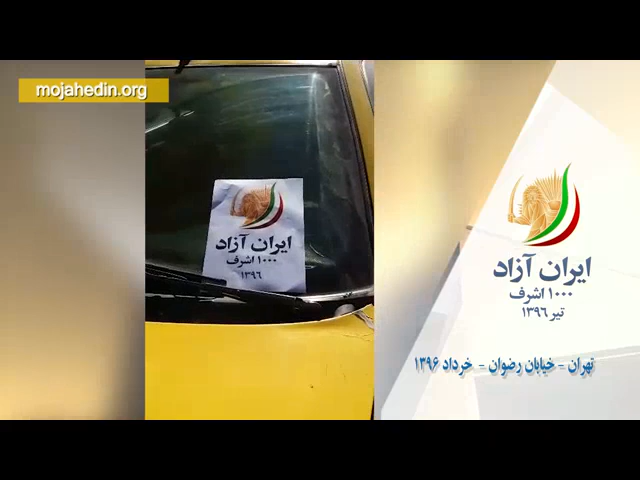 mojahedin.org
ایران آزاد
۱۰۰۰ اشرف
۱۳۹۶
ایران آزاد
۱۰۰۰ اشرف
تیر ۱۳۹۶
تهران - خیابان رضوان - خرداد ۱۳۹۶